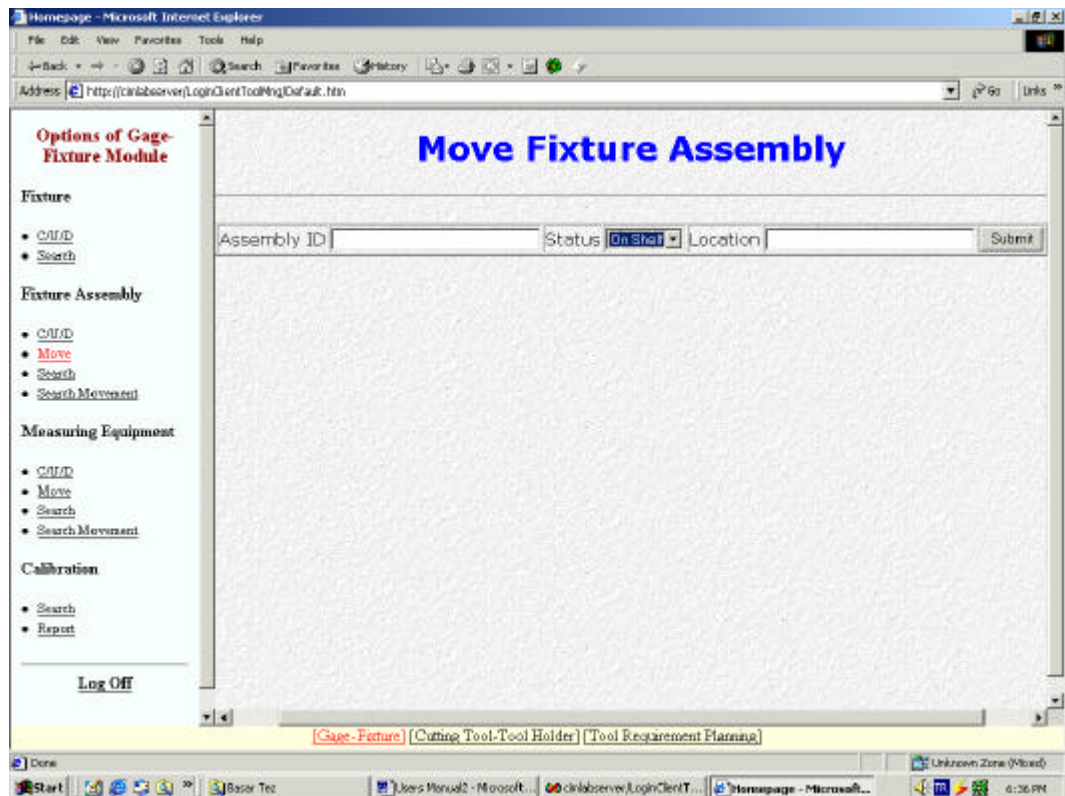 Homepage - Microsoft Internet Explorer
File Edit View Favorites Tools Help
Back Search Favorites History
Address http://cimlabserver/LoginClientToolMng/Default.htm Go Links »
Options of Gage-
Fixture Module
Fixture
C/U/D
Search
Fixture Assembly
C/U/D
Move
Search
Search Movement
Measuring Equipment
C/U/D
Move
Search
Search Movement
Calibration
Search
Report
Log Off
Move Fixture Assembly
Assembly ID Status On Shelf Location Submit
[Gage-Fixture] [Cutting Tool-Tool Holder] [Tool Requirement Planning]
Done Unknown Zone (Mixed)
Start » Basar Tez Users Manual2 - Microsoft... cimlabserver/LoginClientT... Homepage - Microsoft... 6:36 PM